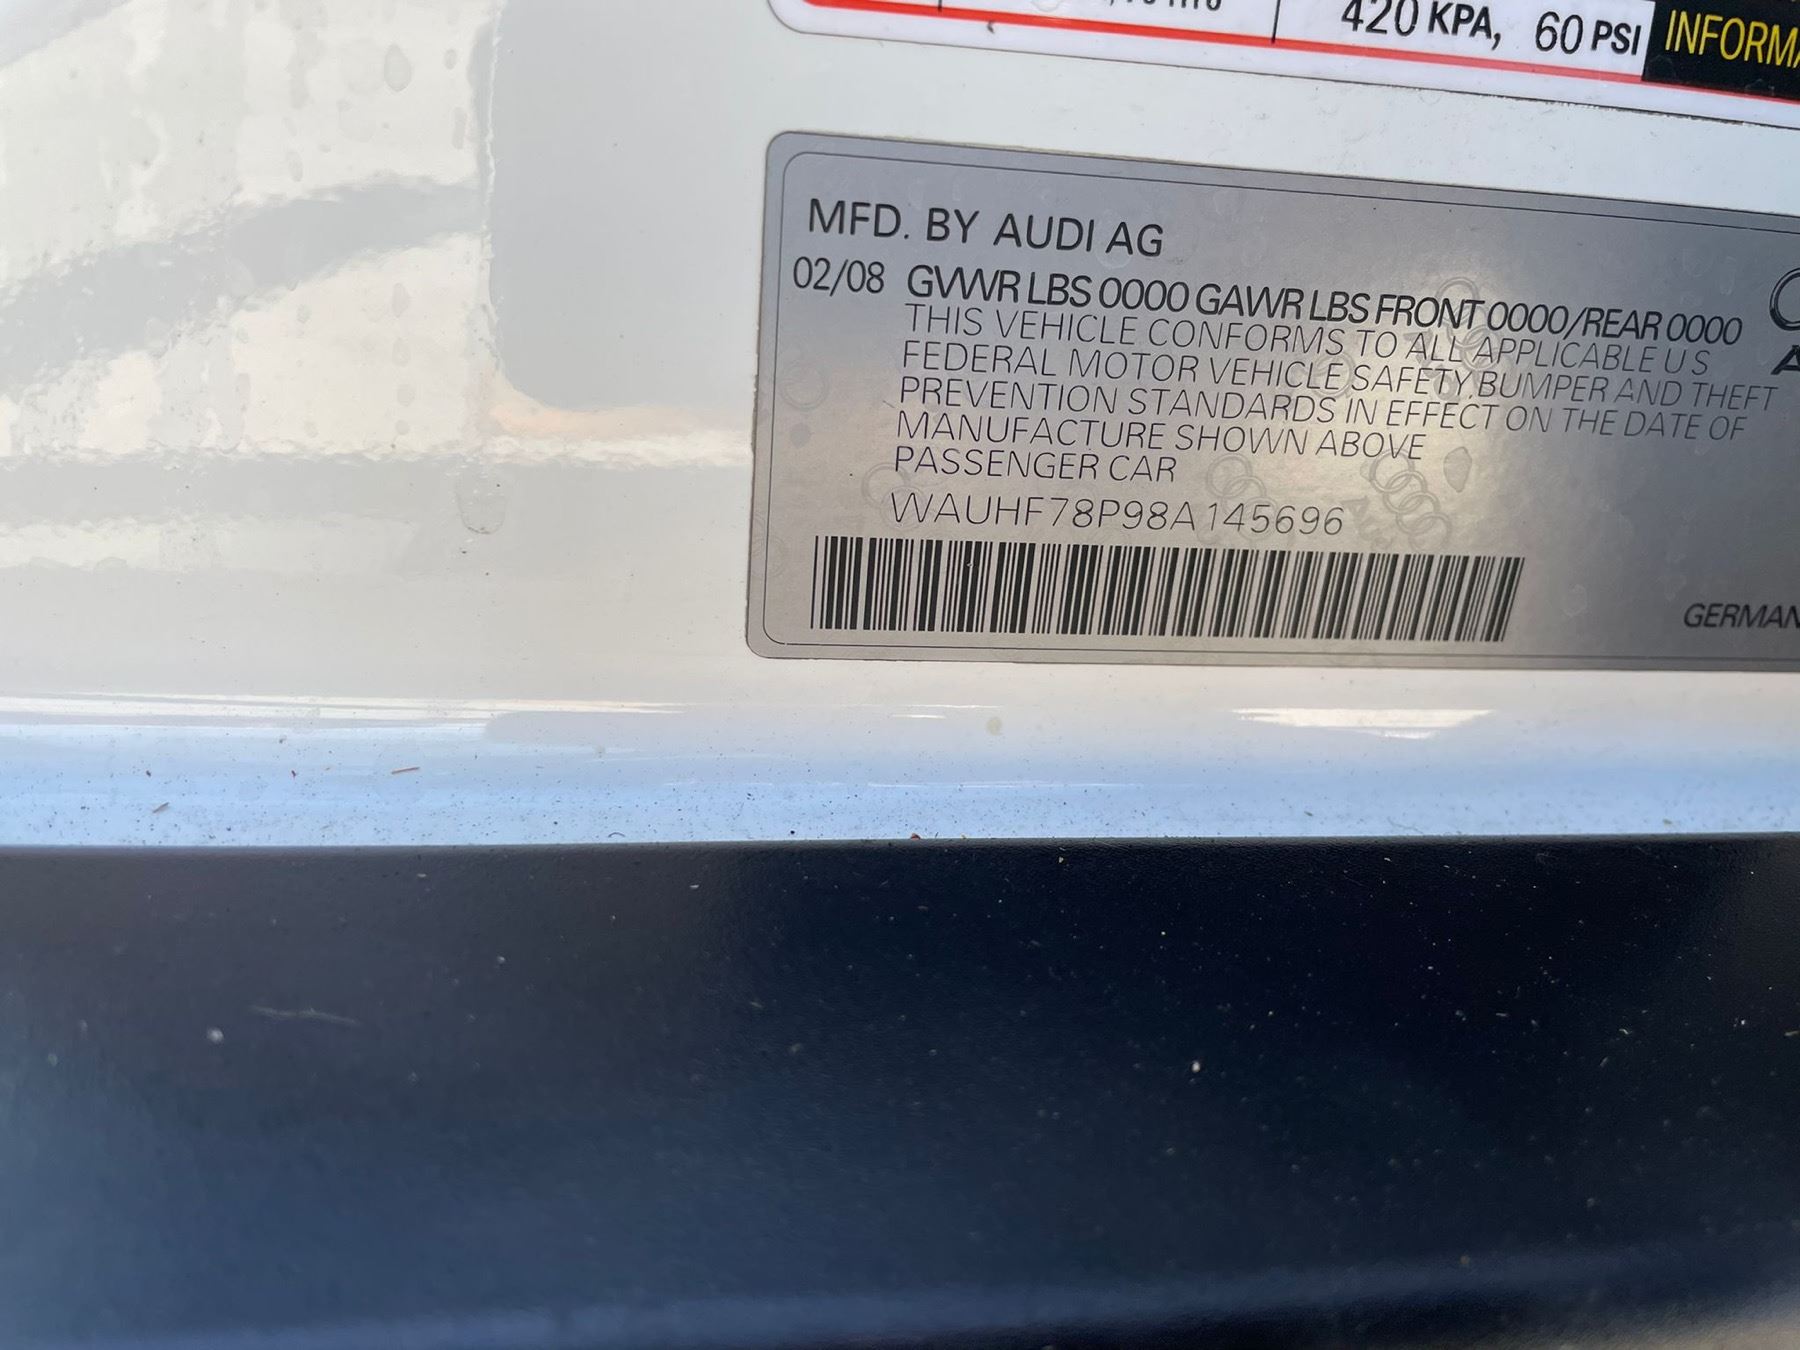 420 KPA, 60 PSI
MFD. BY AUDI AG
02/08 GVWR LBS 0000 GAWR LBS FRONT 0000/REAR 0000
THIS VEHICLE CONFORMS TO ALL APPLICABLE U S
FEDERAL MOTOR VEHICLE SAFETY, BUMPER AND THEFT
PREVENTION STANDARDS IN EFFECT ON THE DATE OF
MANUFACTURE SHOWN ABOVE
PASSENGER CAR
WAUHF78P98A145696